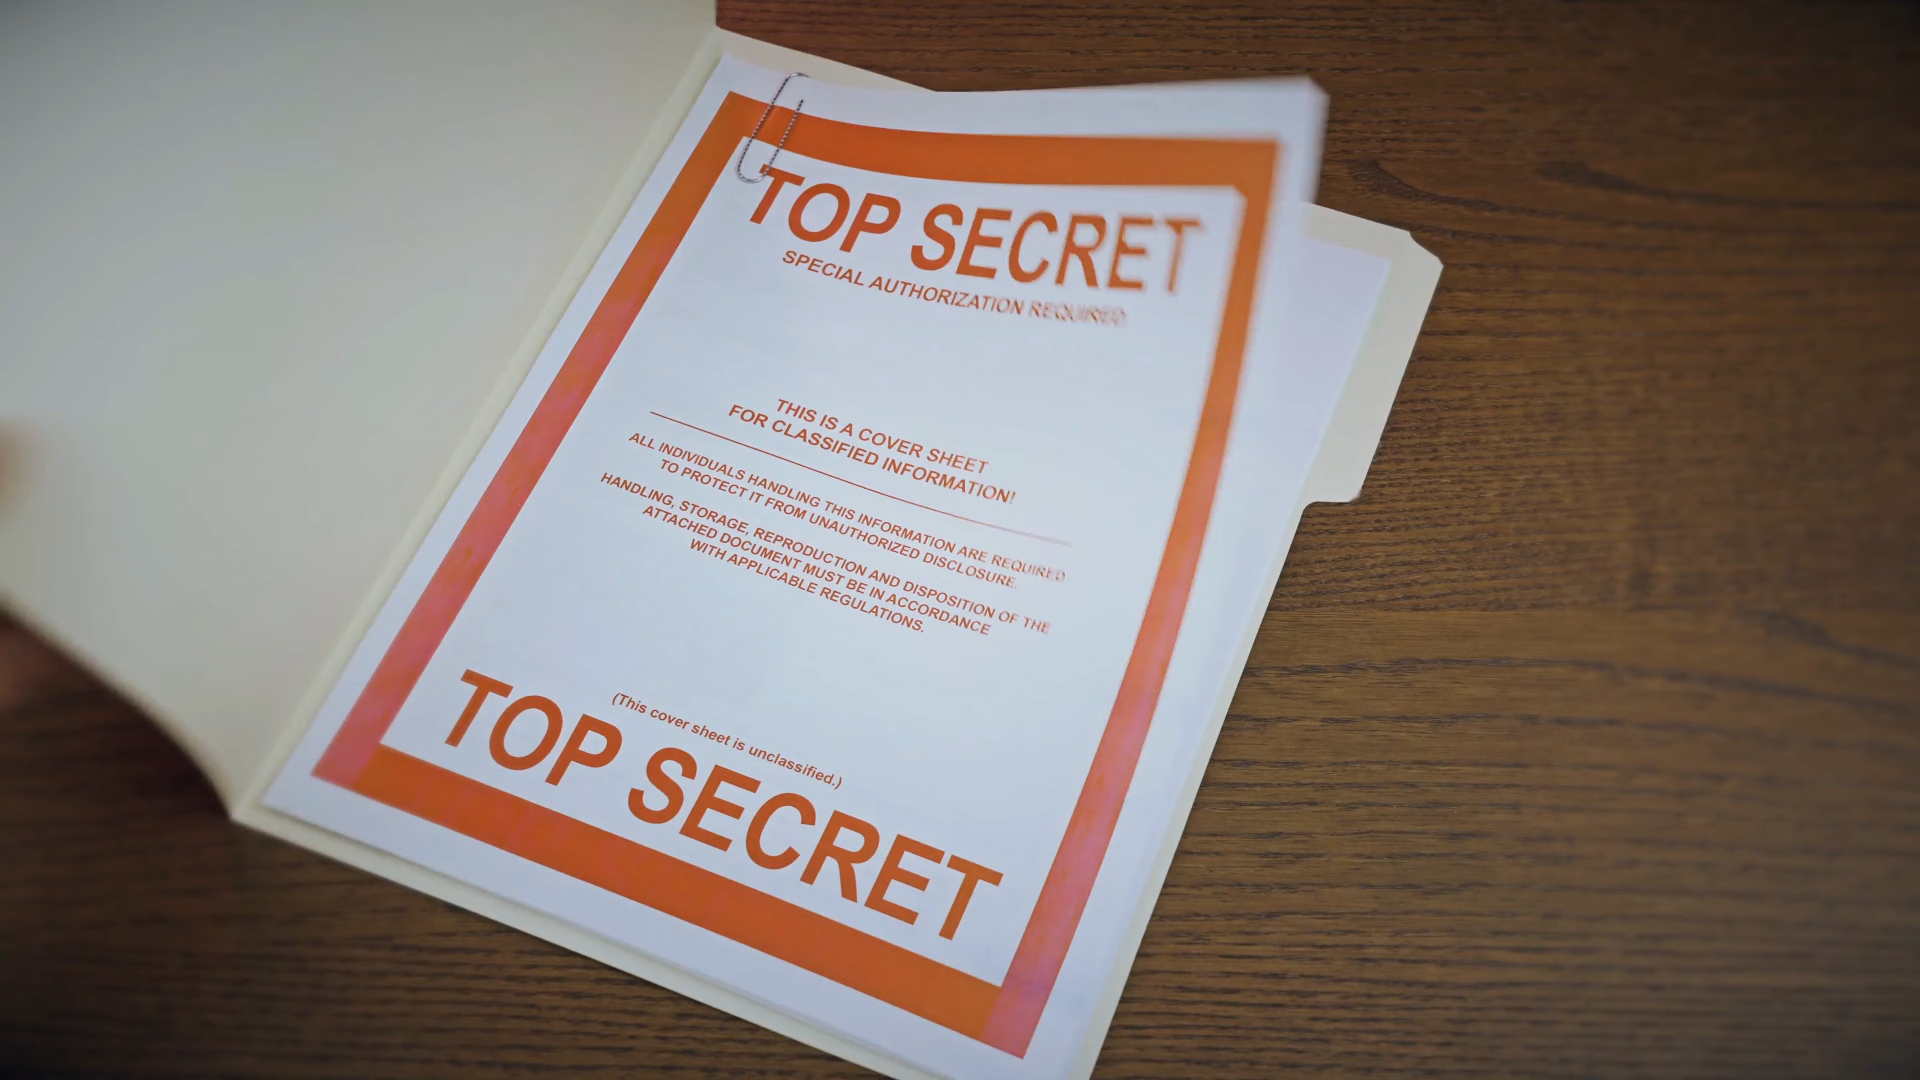 TOP SECRET
SPECIAL AUTHORIZATION REQUIRED
THIS IS A COVER SHEET
FOR CLASSIFIED INFORMATION!
ALL INDIVIDUALS HANDLING THIS INFORMATION ARE REQUIRED
TO PROTECT IT FROM UNAUTHORIZED DISCLOSURE.
HANDLING, STORAGE, REPRODUCTION AND DISPOSITION OF THE
ATTACHED DOCUMENT MUST BE IN ACCORDANCE
WITH APPLICABLE REGULATIONS.
(This cover sheet is unclassified.)
TOP SECRET